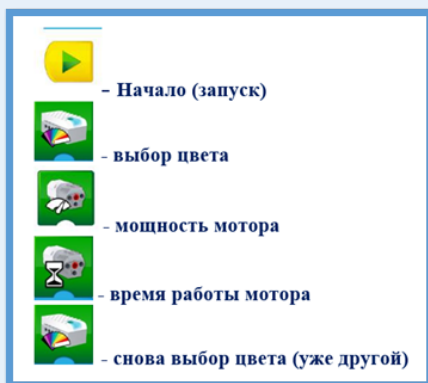 – Начало (запуск)
- выбор цвета
- мощность мотора
- время работы мотора
- снова выбор цвета (уже другой)